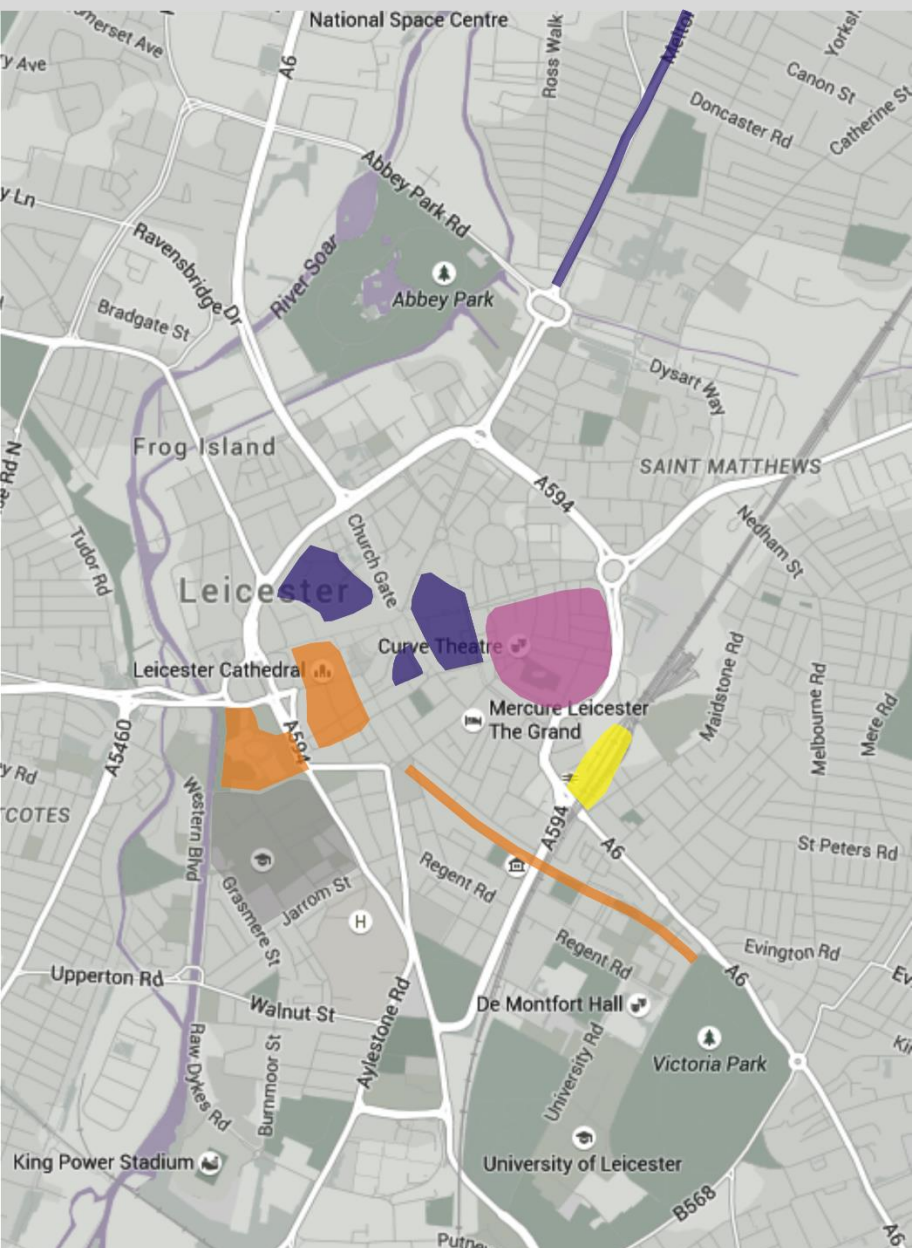 National Space Centre
Ross Walk
A6
Canon St
Doncaster Rd
Catherine St
Abbey Park Rd
Ravensbridge Dr
River Soar
Abbey Park
Bradgate St
Dysart Way
Frog Island
SAINT MATTHEWS
A594
Nedham St
Tudor Rd
Church Gate
Leicester
Curve Theatre
Leicester Cathedral
Maidstone Rd
Melbourne Rd
Mere Rd
Mercure Leicester
The Grand
A5460
A594
Western Blvd
A594
A6
St Peters Rd
Regent Rd
Grasmere St
Jarrom St
H
Regent Rd
Evington Rd
A6
Upperton Rd
Walnut St
De Montfort Hall
Aylestone Rd
Victoria Park
Raw Dykes Rd
Burnmoor St
University Rd
King Power Stadium
University of Leicester
B568
A6